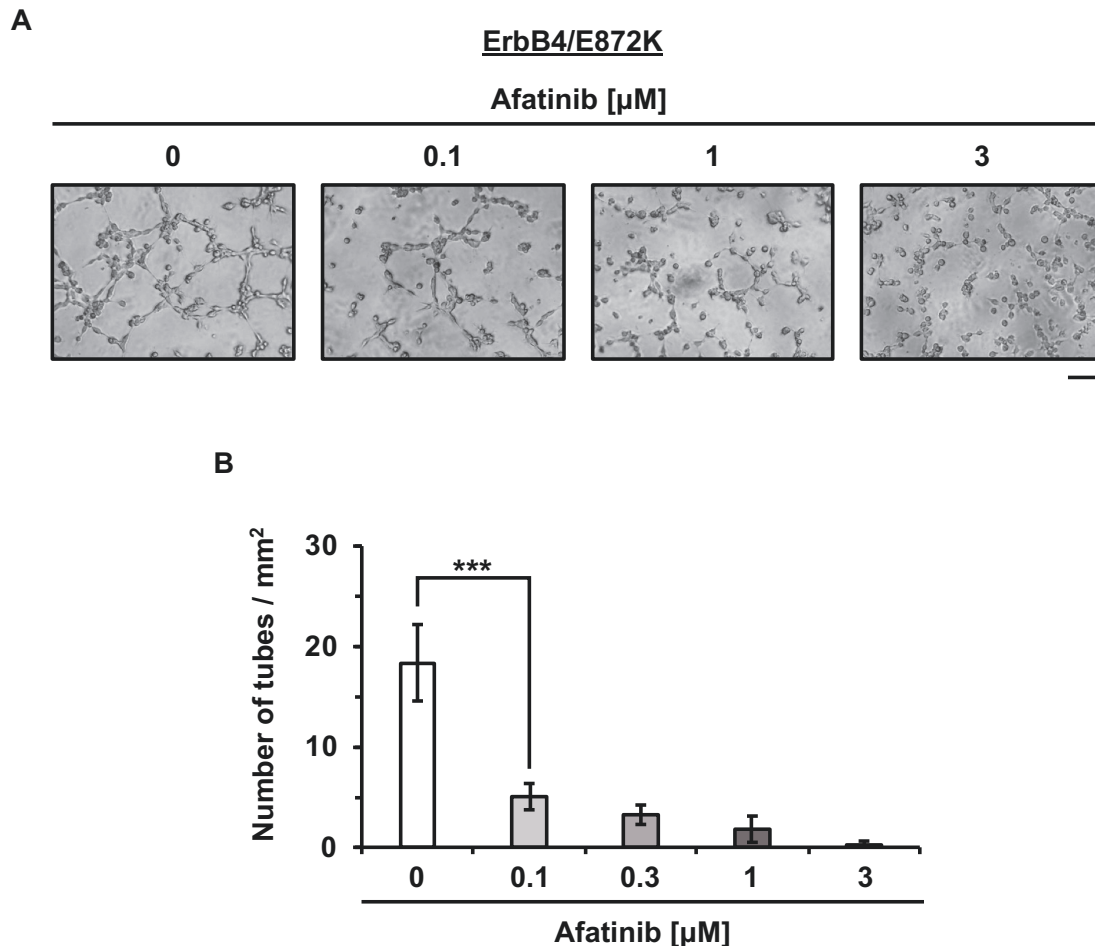 A
ErbB4/E872K
Afatinib [µM]
0 0.1 1 3
B
Number of tubes / mm²
30
20
10
0
***
0 0.1 0.3 1 3
Afatinib [µM]